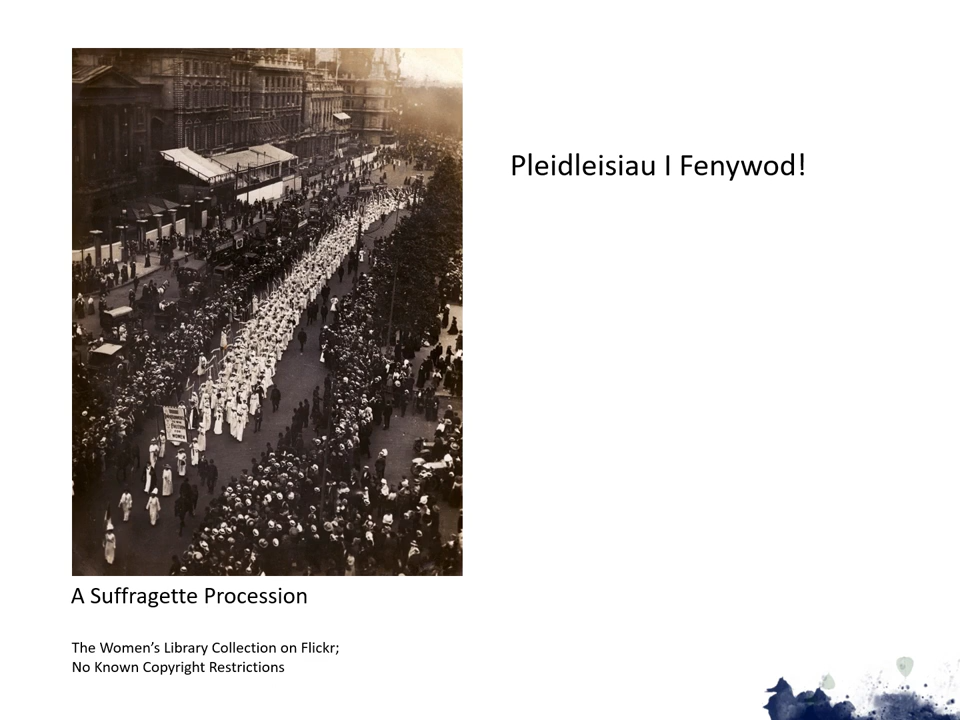 Pleidleisiau I Fenywod!
A Suffragette Procession
The Women’s Library Collection on Flickr;
No Known Copyright Restrictions